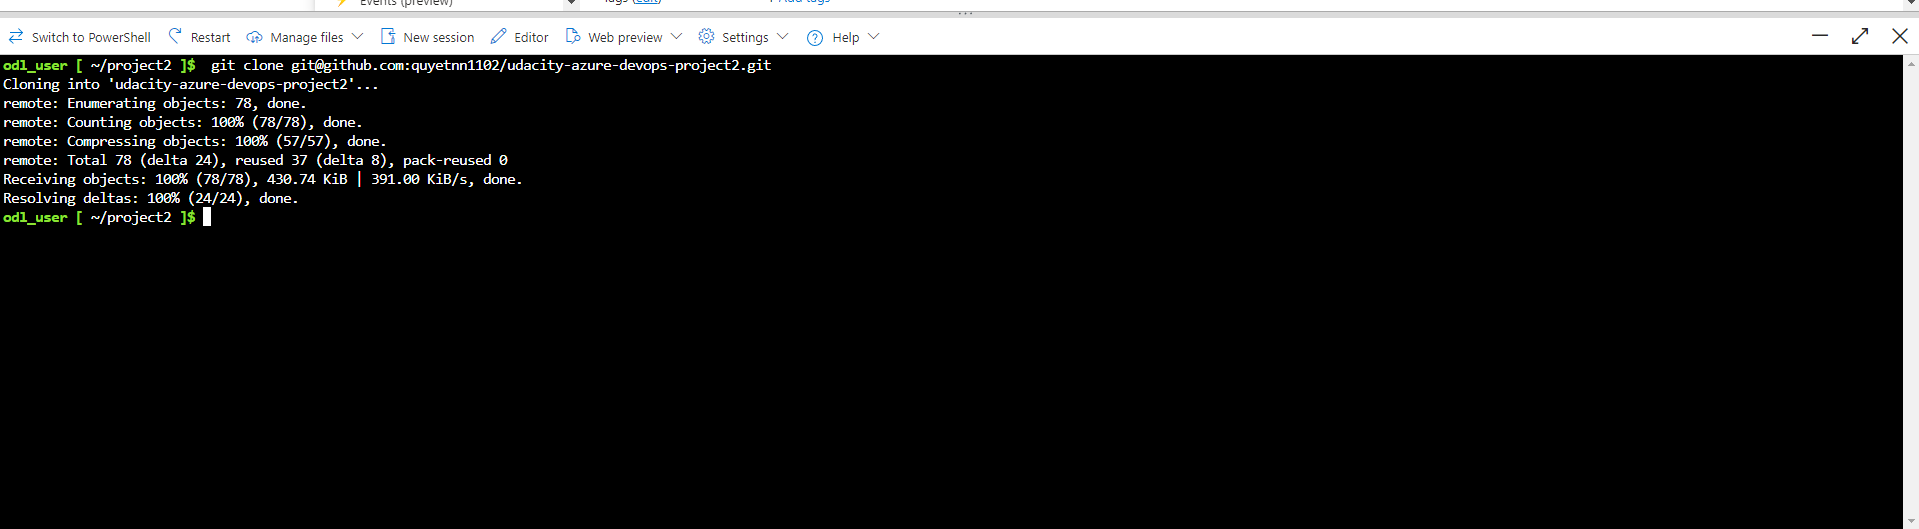 Events (preview)
Tags (Edit)
+ Add tags
Switch to PowerShell Restart Manage files New session Editor Web preview Settings Help
odl_user [ ~/project2 ]$  git clone git@github.com:quyetnn1102/udacity-azure-devops-project2.git
Cloning into 'udacity-azure-devops-project2'...
remote: Enumerating objects: 78, done.
remote: Counting objects: 100% (78/78), done.
remote: Compressing objects: 100% (57/57), done.
remote: Total 78 (delta 24), reused 37 (delta 8), pack-reused 0
Receiving objects: 100% (78/78), 430.74 KiB | 391.00 KiB/s, done.
Resolving deltas: 100% (24/24), done.
odl_user [ ~/project2 ]$